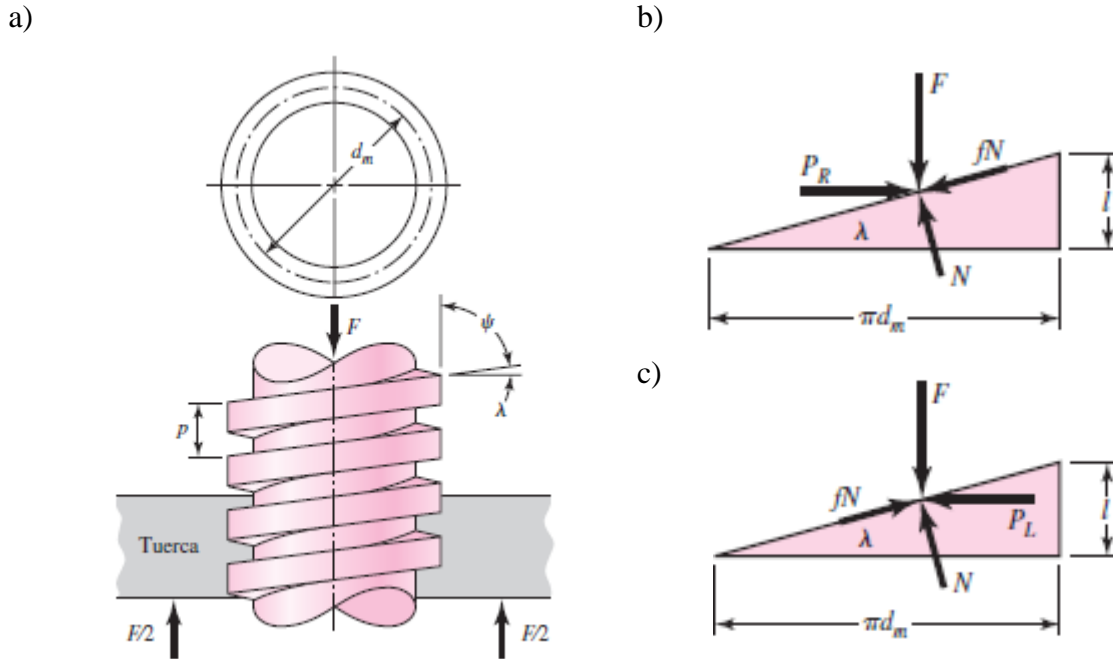 a)
d_m
F
ψ
λ
p
Tuerca
F/2
F/2
b)
F
fN
P_R
l
λ
N
πd_m
c)
F
fN
P_L
l
λ
N
πd_m